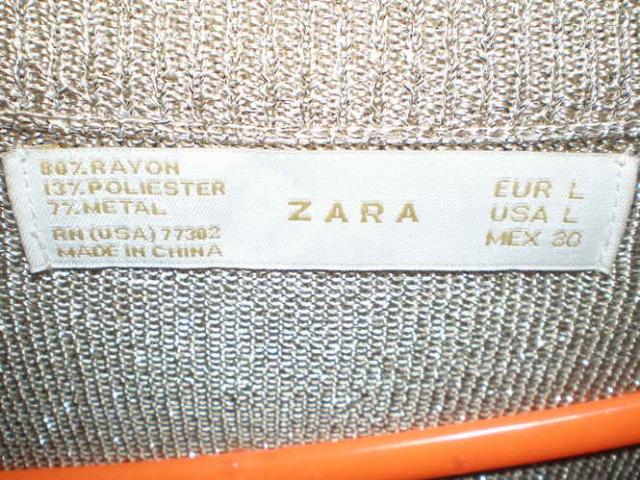 80% RAYON
13% POLIESTER
7% METAL
RN (USA) 77302
MADE IN CHINA
ZARA
EUR L
USA L
MEX 30